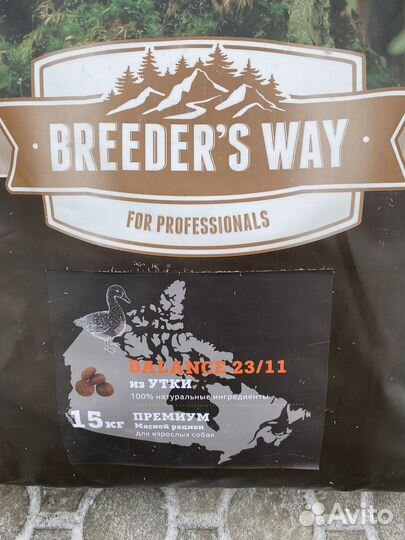 · BREEDER'S WAY ·
FOR PROFESSIONALS
BALANCE 23/11
из УТКИ
100% натуральные ингредиенты
15кг
ПРЕМИУМ
Мясной рацион
для взрослых собак
Avito